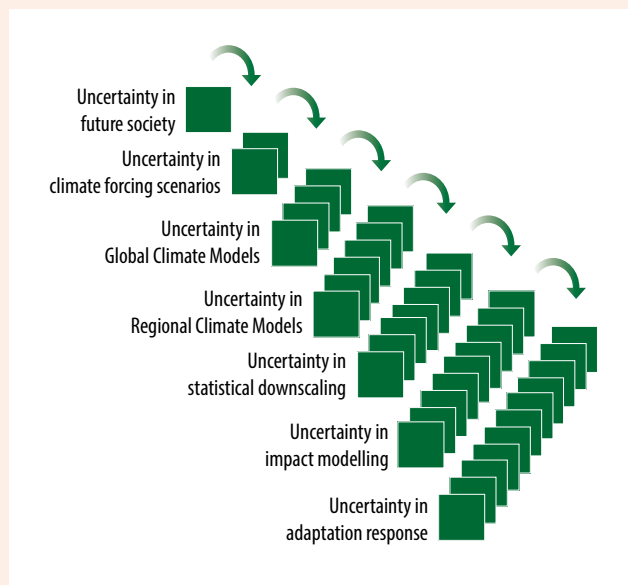 Uncertainty in
future society
Uncertainty in
climate forcing scenarios
Uncertainty in
Global Climate Models
Uncertainty in
Regional Climate Models
Uncertainty in
statistical downscaling
Uncertainty in
impact modelling
Uncertainty in
adaptation response